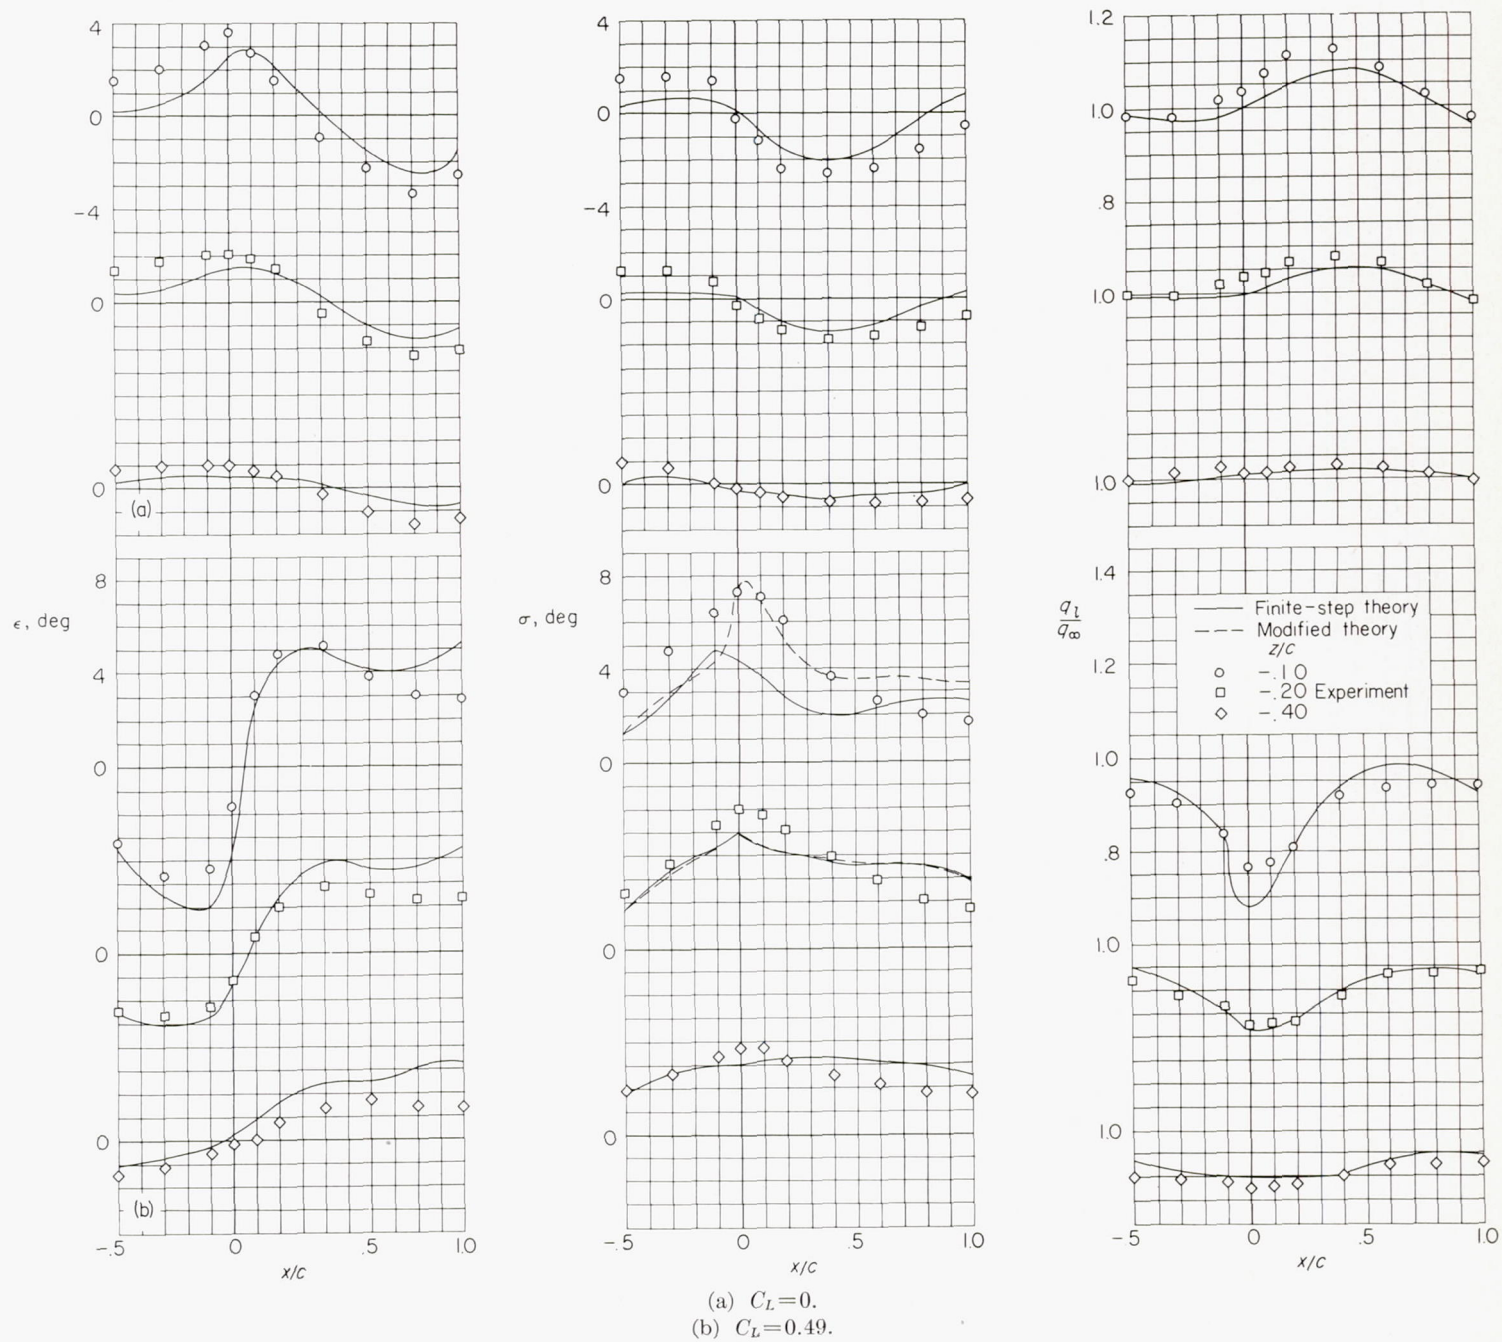 4
0
-4
0
0
(a)
ϵ, deg
8
4
0
0
0
(b)
-.5 0 .5 1.0
x/c
4
0
-4
0
0
σ, deg
8
4
0
0
0
-.5 0 .5 1.0
x/c
1.2
1.0
.8
1.0
1.0
q_l/q_∞
1.4
1.2
1.0
.8
1.0
1.0
Finite-step theory
Modified theory
z/c
-.10
-.20 Experiment
-.40
-.5 0 .5 1.0
x/c
(a) C_L=0.
(b) C_L=0.49.